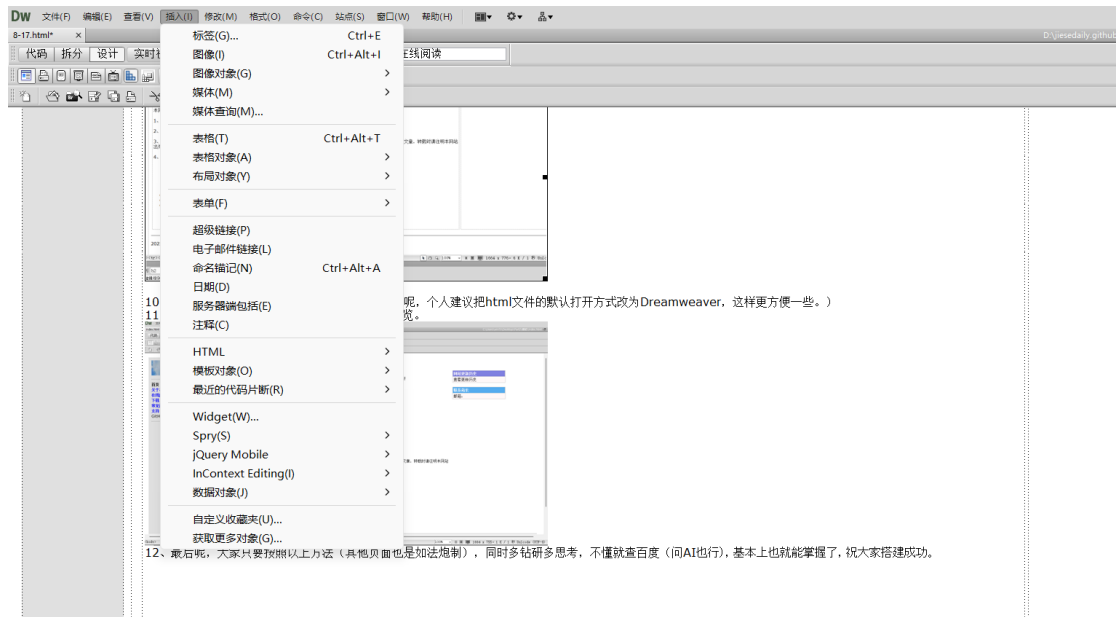 DW 文件(F) 编辑(E) 查看(V) 插入(I) 修改(M) 格式(O) 命令(C) 站点(S) 窗口(W) 帮助(H)
8-17.html* × D:\jiesedaily.github
代码 拆分 设计 实时 在线阅读
标签(G)... Ctrl+E
图像(I) Ctrl+Alt+I
图像对象(G)
媒体(M)
媒体查询(M)...
表格(T) Ctrl+Alt+T
表格对象(A)
布局对象(Y)
表单(F)
超级链接(P)
电子邮件链接(L)
命名锚记(N) Ctrl+Alt+A
日期(D)
服务器端包括(E)
注释(C)
HTML
模板对象(O)
最近的代码片断(R)
Widget(W)...
Spry(S)
jQuery Mobile
InContext Editing(I)
数据对象(J)
自定义收藏夹(U)...
获取更多对象(G)...
10 呢，个人建议把html文件的默认打开方式改为Dreamweaver，这样更方便一些。）
11 览。
12、最后呢，大家只要按照以上方法（其他页面也是如法炮制），同时多钻研多思考，不懂就查百度（问AI也行），基本上也就能掌握了，祝大家搭建成功。